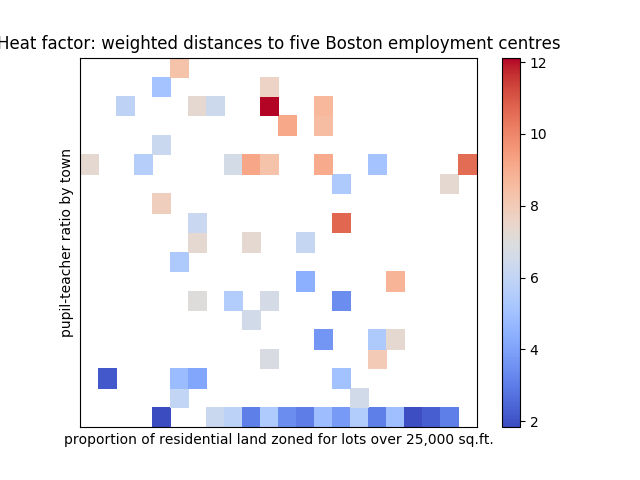 Heat factor: weighted distances to five Boston employment centres
pupil-teacher ratio by town
proportion of residential land zoned for lots over 25,000 sq.ft.
12
10
8
6
4
2